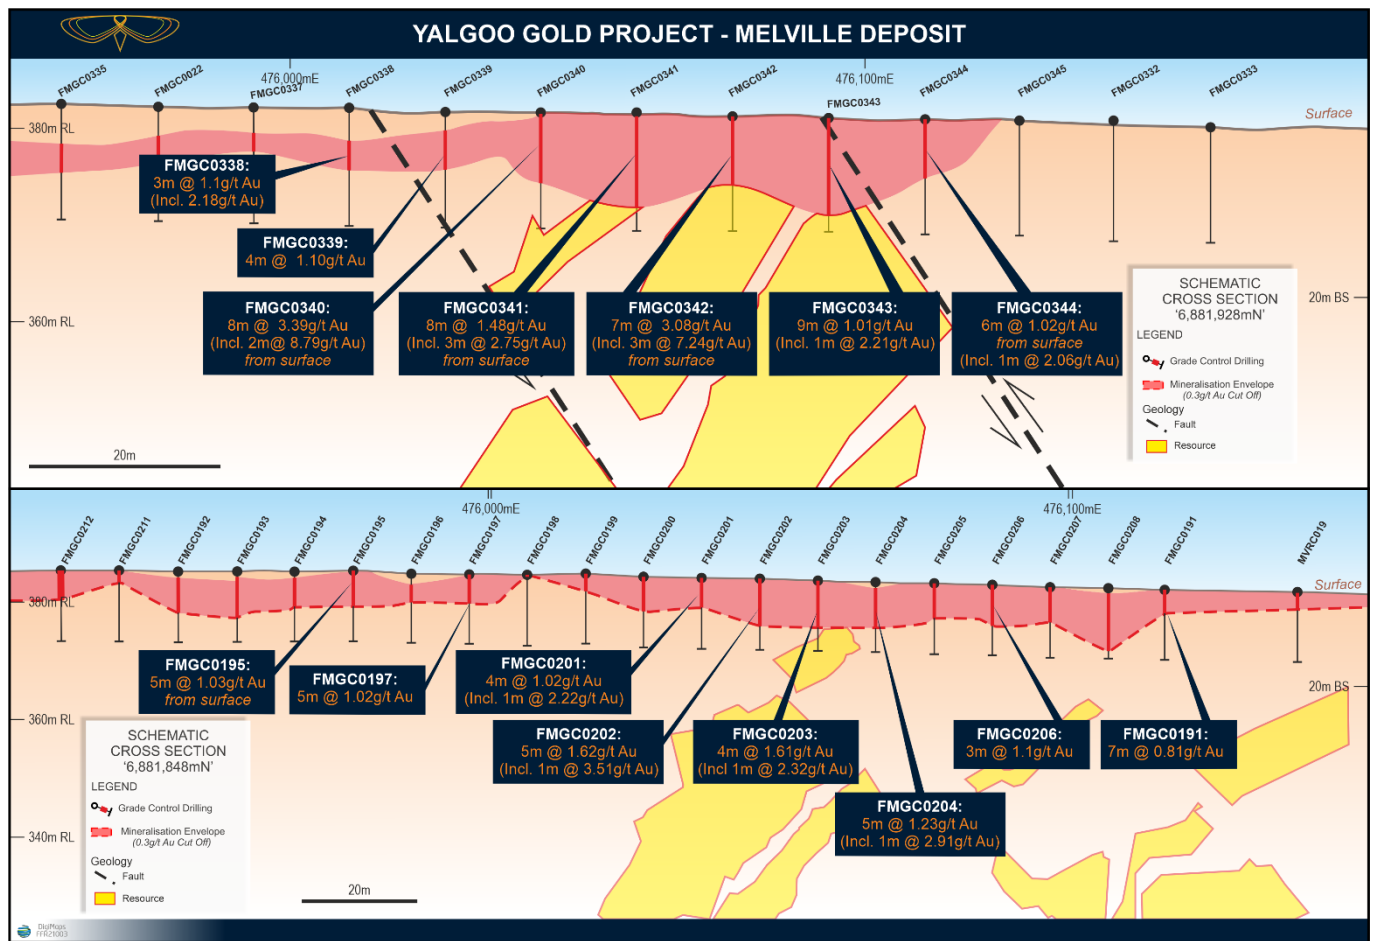 YALGOO GOLD PROJECT - MELVILLE DEPOSIT
476,000mE
476,100mE
FMGC0335
FMGC0022
FMGC0337
FMGC0338
FMGC0339
FMGC0340
FMGC0341
FMGC0342
FMGC0343
FMGC0344
FMGC0345
FMGC0332
FMGC0333
Surface
380m RL
360m RL
20m BS
FMGC0338:
3m @ 1.1g/t Au
(Incl. 2.18g/t Au)
FMGC0339:
4m @ 1.10g/t Au
FMGC0340:
8m @ 3.39g/t Au
(Incl. 2m@ 8.79g/t Au)
from surface
FMGC0341:
8m @ 1.48g/t Au
(Incl. 3m @ 2.75g/t Au)
from surface
FMGC0342:
7m @ 3.08g/t Au
(Incl. 3m @ 7.24g/t Au
from surface
FMGC0343:
9m @ 1.01g/t Au
(Incl. 1m @ 2.21g/t Au)
FMGC0344:
6m @ 1.02g/t Au
from surface
(Incl. 1m @ 2.06g/t Au)
SCHEMATIC
CROSS SECTION
'6,881,928mN'
LEGEND
Grade Control Drilling
Mineralisation Envelope
(0.3g/t Au Cut Off)
Geology
Fault
Resource
20m
476,000mE
476,100mE
FMGC0212
FMGC0211
FMGC0192
FMGC0193
FMGC0194
FMGC0195
FMGC0196
FMGC0197
FMGC0198
FMGC0199
FMGC0200
FMGC0201
FMGC0202
FMGC0203
FMGC0204
FMGC0205
FMGC0206
FMGC0207
FMGC0208
FMGC0191
MVRC019
Surface
380m RL
360m RL
340m RL
20m BS
FMGC0195:
5m @ 1.03g/t Au
from surface
FMGC0197:
5m @ 1.02g/t Au
FMGC0201:
4m @ 1.02g/t Au
(Incl. 1m @ 2.22g/t Au)
FMGC0202:
5m @ 1.62g/t Au
(Incl. 1m @ 3.51g/t Au)
FMGC0203:
4m @ 1.61g/t Au
(Incl 1m @ 2.32g/t Au
FMGC0204:
5m @ 1.23g/t Au
(Incl. 1m @ 2.91g/t Au)
FMGC0206:
3m @ 1.1g/t Au
FMGC0191:
7m @ 0.81g/t Au
SCHEMATIC
CROSS SECTION
'6,881,848mN'
LEGEND
Grade Control Drilling
Mineralisation Envelope
(0.3g/t Au Cut Off)
Geology
Fault
Resource
20m
DigiMaps
FFR21003